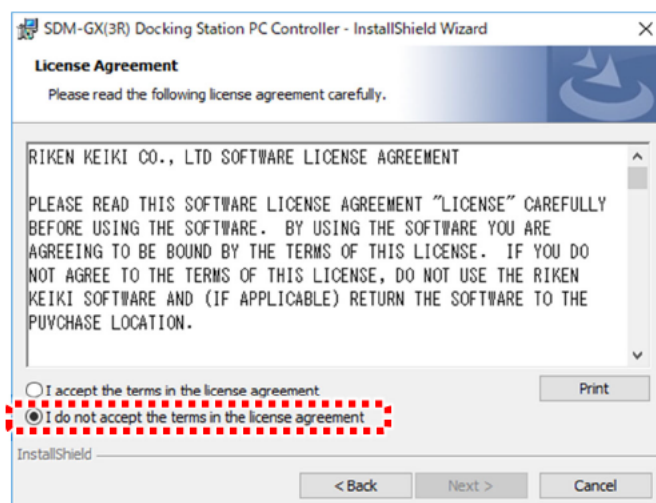 SDM-GX(3R) Docking Station PC Controller - InstallShield Wizard
License Agreement
Please read the following license agreement carefully.
RIKEN KEIKI CO., LTD SOFTWARE LICENSE AGREEMENT
PLEASE READ THIS SOFTWARE LICENSE AGREEMENT "LICENSE" CAREFULLY
BEFORE USING THE SOFTWARE. BY USING THE SOFTWARE YOU ARE
AGREEING TO BE BOUND BY THE TERMS OF THIS LICENSE. IF YOU DO
NOT AGREE TO THE TERMS OF THIS LICENSE, DO NOT USE THE RIKEN
KEIKI SOFTWARE AND (IF APPLICABLE) RETURN THE SOFTWARE TO THE
PUVCHASE LOCATION.
I accept the terms in the license agreement
Print
I do not accept the terms in the license agreement
InstallShield
< Back
Next >
Cancel